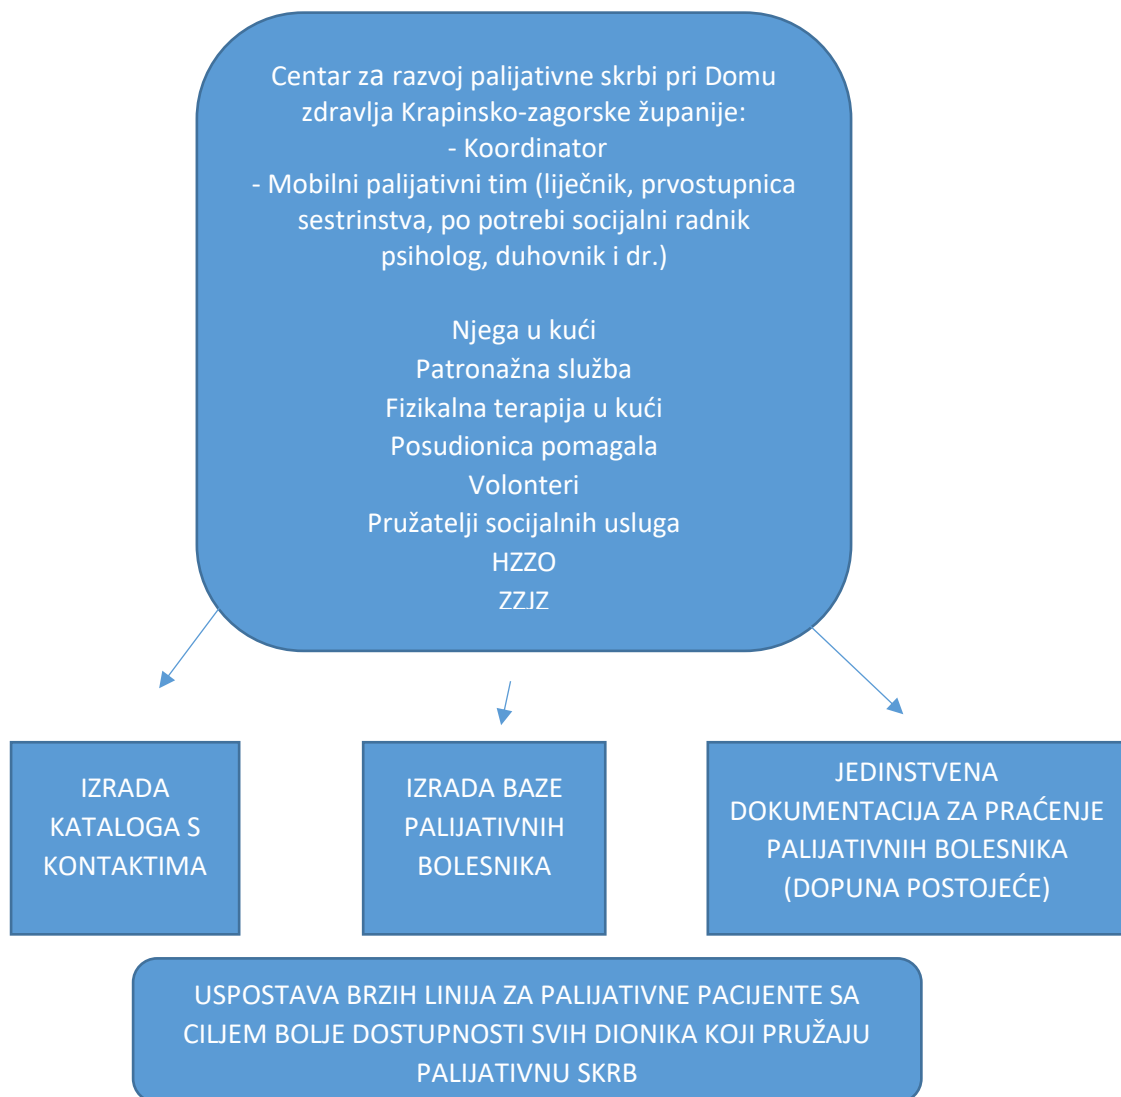 Centar za razvoj palijativne skrbi pri Domu
zdravlja Krapinsko-zagorske županije:
- Koordinator
- Mobilni palijativni tim (liječnik, prvostupnica
sestrinstva, po potrebi socijalni radnik
psiholog, duhovnik i dr.)
Njega u kući
Patronažna služba
Fizikalna terapija u kući
Posudionica pomagala
Volonteri
Pružatelji socijalnih usluga
HZZO
ZZJZ
IZRADA
KATALOGA S
KONTAKTIMA
IZRADA BAZE
PALIJATIVNIH
BOLESNIKA
JEDINSTVENA
DOKUMENTACIJA ZA PRAĆENJE
PALIJATIVNIH BOLESNIKA
(DOPUNA POSTOJEĆE)
USPOSTAVA BRZIH LINIJA ZA PALIJATIVNE PACIJENTE SA
CILJEM BOLJE DOSTUPNOSTI SVIH DIONIKA KOJI PRUŽAJU
PALIJATIVNU SKRB